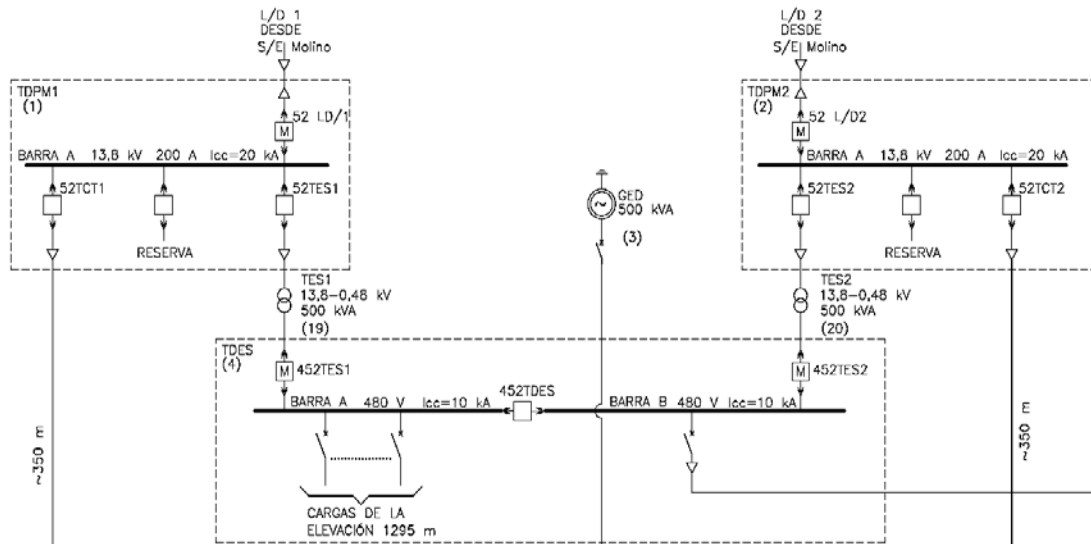 L/D 1
DESDE
S/E Molino
L/D 2
DESDE
S/E Molino
TDPM1
(1)
52 LD/1
M
BARRA A 13,8 kV 200 A Icc=20 kA
52TCT1
52TES1
RESERVA
TDPM2
(2)
52 L/D2
M
BARRA A 13,8 kV 200 A Icc=20 kA
52TES2
52TCT2
RESERVA
GED
500 kVA
(3)
TES1
13,8-0,48 kV
500 kVA
(19)
TES2
13,8-0,48 kV
500 kVA
(20)
TDES
(4)
M
452TES1
M
452TES2
452TDES
BARRA A 480 V Icc=10 kA
BARRA B 480 V Icc=10 kA
~350 m
~350 m
CARGAS DE LA
ELEVACIÓN 1295 m